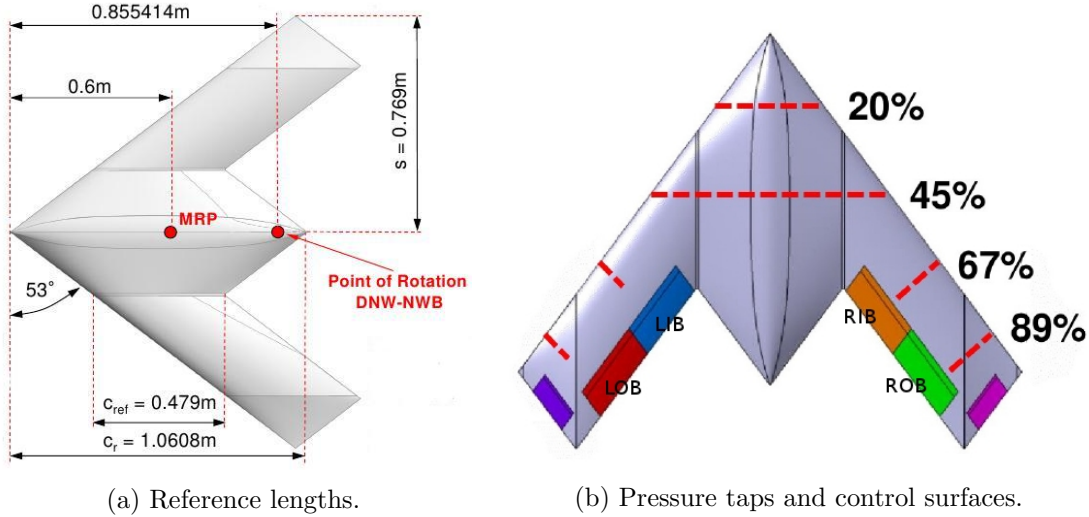 0.855414m
0.6m
s = 0.769m
MRP
Point of Rotation
DNW-NWB
53°
c_ref = 0.479m
c_r = 1.0608m
(a) Reference lengths.
20%
45%
67%
89%
LIB
LOB
RIB
ROB
(b) Pressure taps and control surfaces.